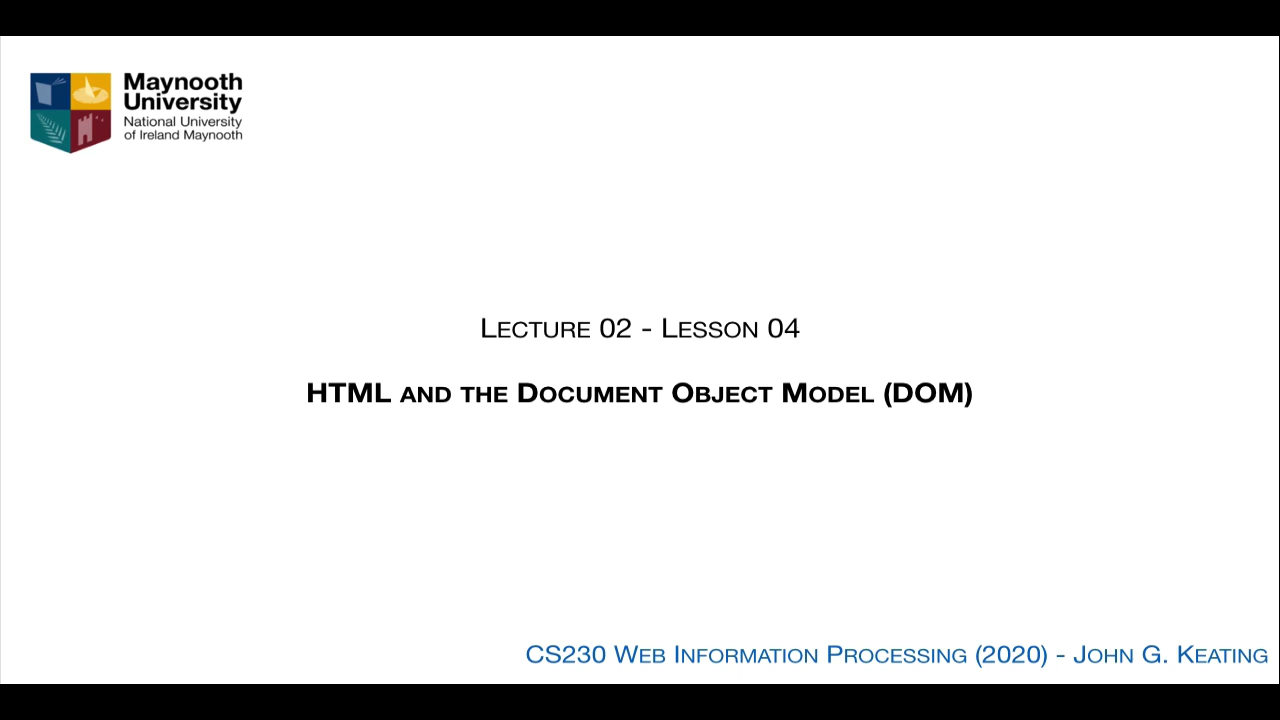 Maynooth
University
National University
of Ireland Maynooth
Lecture 02 - Lesson 04
HTML and the Document Object Model (DOM)
CS230 Web Information Processing (2020) - John G. Keating